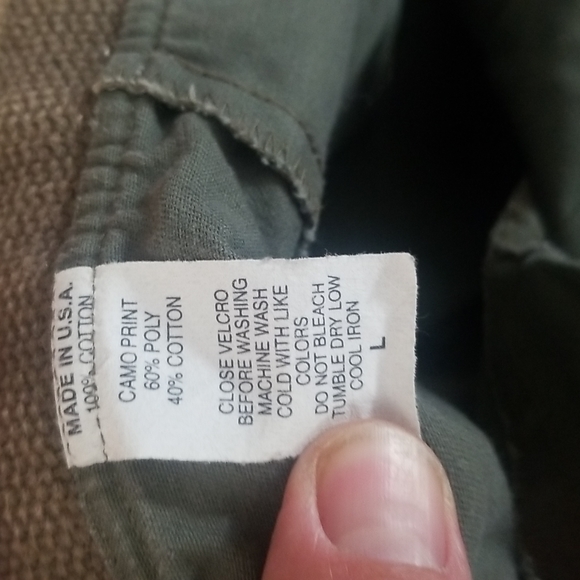 MADE IN U.S.A.
100% COTTON
CAMO PRINT
60% POLY
40% COTTON
CLOSE VELCRO
BEFORE WASHING
MACHINE WASH
COLD WITH LIKE
COLORS
DO NOT BLEACH
TUMBLE DRY LOW
COOL IRON
L